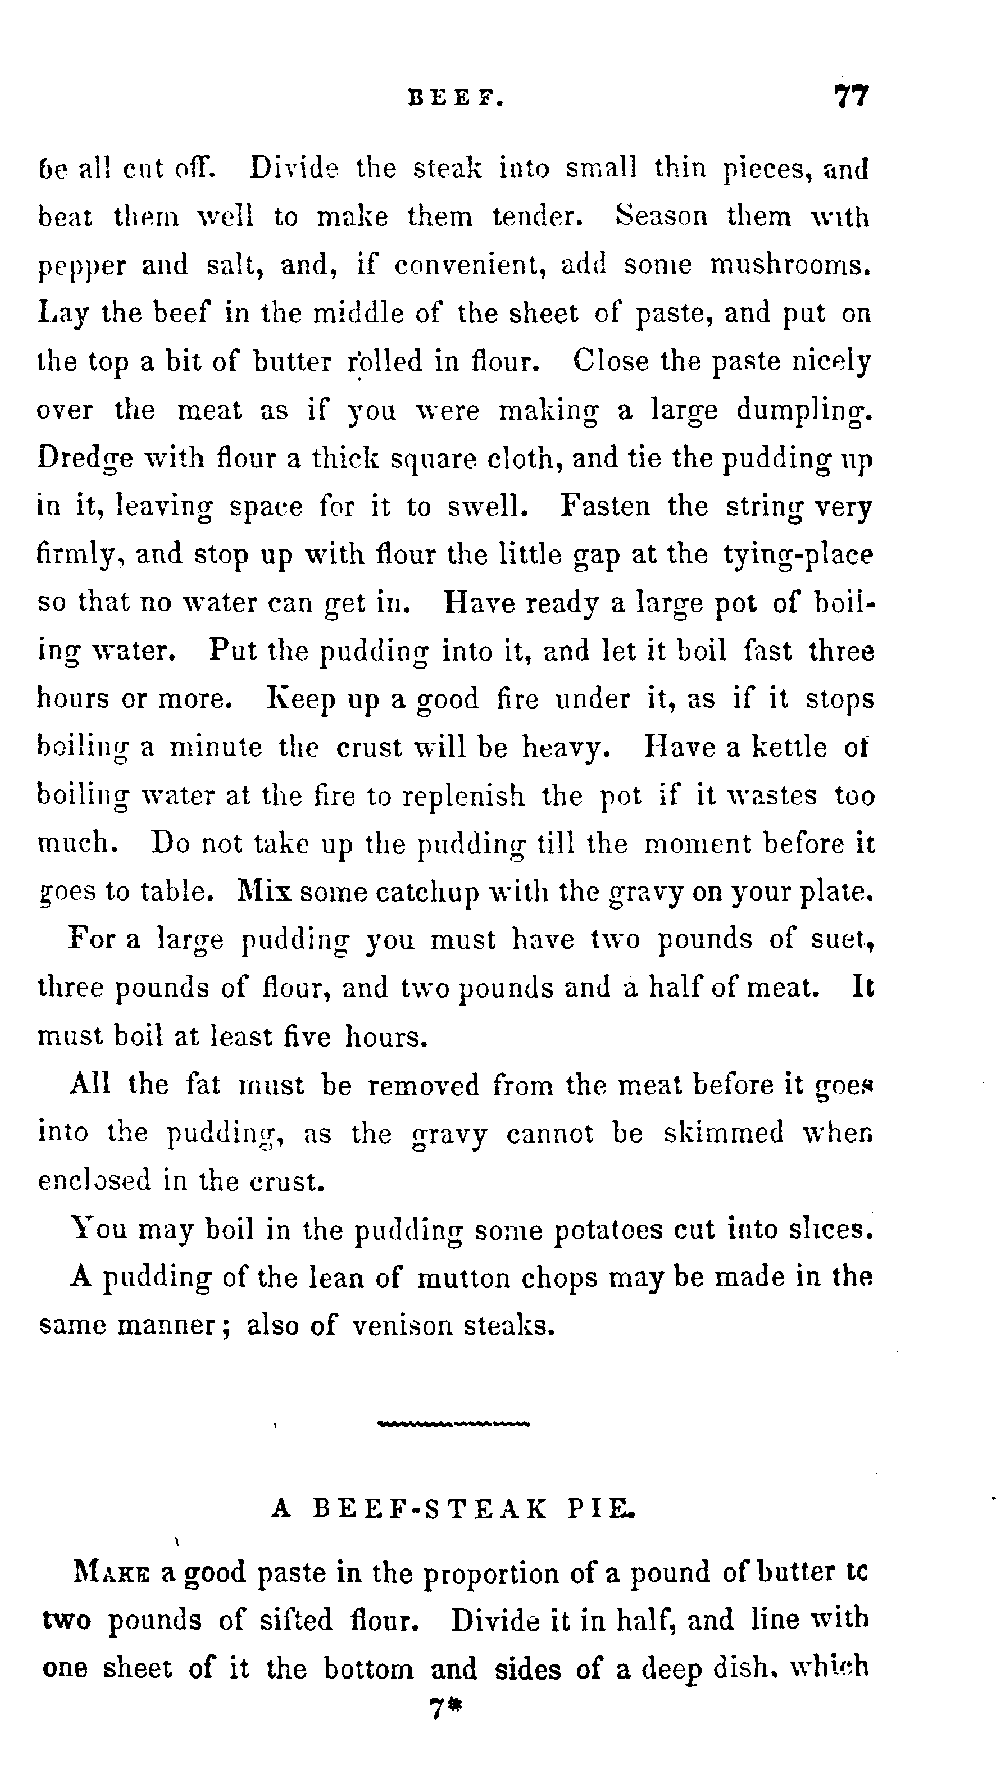 BEEF. 77
be all cut off. Divide the steak into small thin pieces, and
beat them well to make them tender. Season them with
pepper and salt, and, if convenient, add some mushrooms.
Lay the beef in the middle of the sheet of paste, and put on
the top a bit of butter rolled in flour. Close the paste nicely
over the meat as if you were making a large dumpling.
Dredge with flour a thick square cloth, and tie the pudding up
in it, leaving space for it to swell. Fasten the string very
firmly, and stop up with flour the little gap at the tying-place
so that no water can get in. Have ready a large pot of boil-
ing water. Put the pudding into it, and let it boil fast three
hours or more. Keep up a good fire under it, as if it stops
boiling a minute the crust will be heavy. Have a kettle of
boiling water at the fire to replenish the pot if it wastes too
much. Do not take up the pudding till the moment before it
goes to table. Mix some catchup with the gravy on your plate.
For a large pudding you must have two pounds of suet,
three pounds of flour, and two pounds and a half of meat. It
must boil at least five hours.
All the fat must be removed from the meat before it goes
into the pudding, as the gravy cannot be skimmed when
enclosed in the crust.
You may boil in the pudding some potatoes cut into slices.
A pudding of the lean of mutton chops may be made in the
same manner; also of venison steaks.
A BEEF-STEAK PIE.
MAKE a good paste in the proportion of a pound of butter to
two pounds of sifted flour. Divide it in half, and line with
one sheet of it the bottom and sides of a deep dish, which
7*